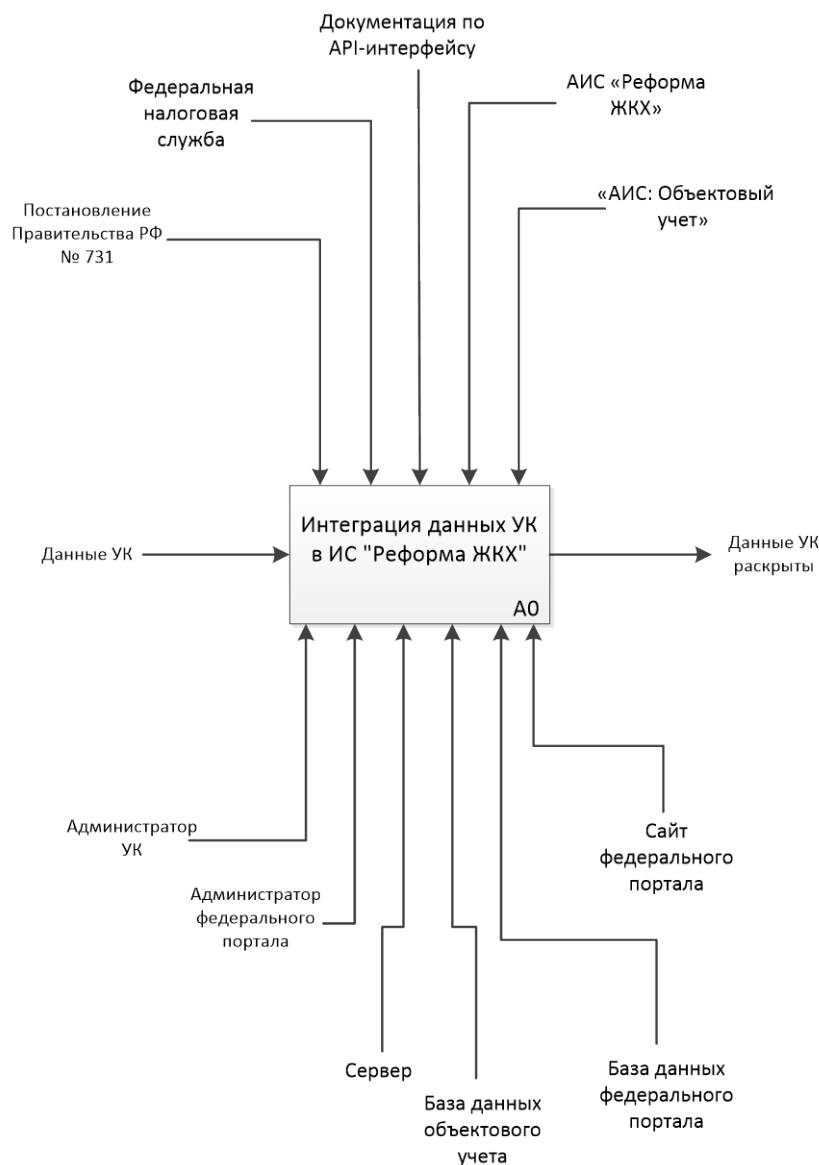 Документация по
API-интерфейсу
АИС «Реформа
ЖКХ»
Федеральная
налоговая
служба
«АИС: Объектовый
учет»
Постановление
Правительства РФ
№ 731
Интеграция данных УК
в ИС "Реформа ЖКХ"
A0
Данные УК
Данные УК
раскрыты
Администратор
УК
Сайт
федерального
портала
Администратор
федерального
портала
Сервер
База данных
объектового
учета
База данных
федерального
портала